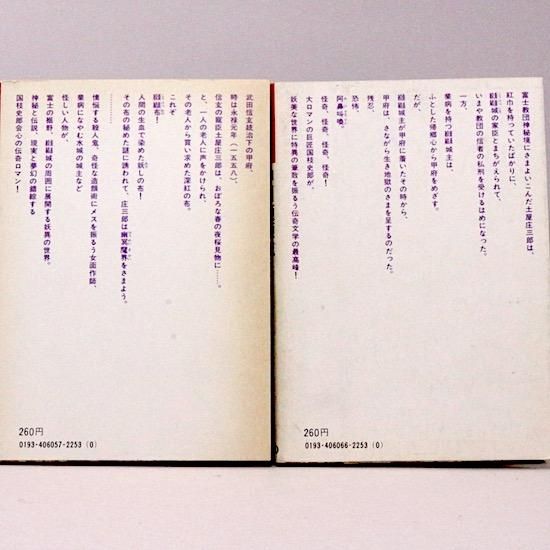 武田信玄統治下の甲府。
時は永禄元年(一五五八)、
信玄の寵臣土屋庄三郎は、おぼろな春の夜桜見物に……。
と、一人の老人に声をかけられ、
その老人から買い求めた深紅の布。
これぞ
纐纈布!
人間の生血で染めた妖しの布!
その布の秘めた謎に誘われて、庄三郎は幽冥魔界をさまよう。
…………
懊悩する殺人鬼、奇怪な造顔術にメスを振るう女面作師、
業病になやむ水城の城主など
怪しい人物が、
富士の裾野、纐纈城の周囲に展開する妖異の世界。
神秘と伝説、現実と夢幻の錯綜する
国枝史郎会心の伝奇ロマン!
260円
0193-406057-2253(0)
富士教団神秘境にさまよいこんだ土屋庄三郎は、
紅巾を持っていたばかりに、
纐纈城の家臣とまちがえられて、
いまや教団の信者の私刑を受けるはめになった。
一方、
業病を持つ纐纈城主は、
ふとした帰郷心から甲府をめざす。
だが、
纐纈城主が甲府に着いたその時から、
甲府は、さながら生き地獄のさまを呈するのだった。
残忍、
恐怖、
阿鼻叫喚、
怪奇、怪奇、怪奇!
大ロマンの巨匠国枝史郎が、
妖美な世界に特異の筆致を振るう伝奇文学の最高峰!
260円
0193-406066-2253(0)